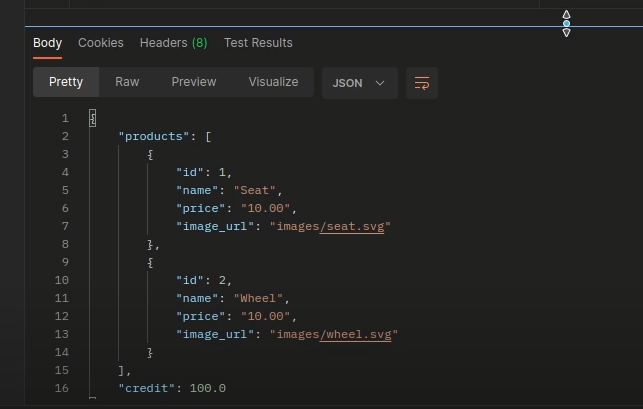 Body Cookies Headers (8) Test Results
Pretty Raw Preview Visualize JSON
1 {
2 "products": [
3 {
4 "id": 1,
5 "name": "Seat",
6 "price": "10.00",
7 "image_url": "images/seat.svg"
8 },
9 {
10 "id": 2,
11 "name": "Wheel",
12 "price": "10.00",
13 "image_url": "images/wheel.svg"
14 }
15 ],
16 "credit": 100.0